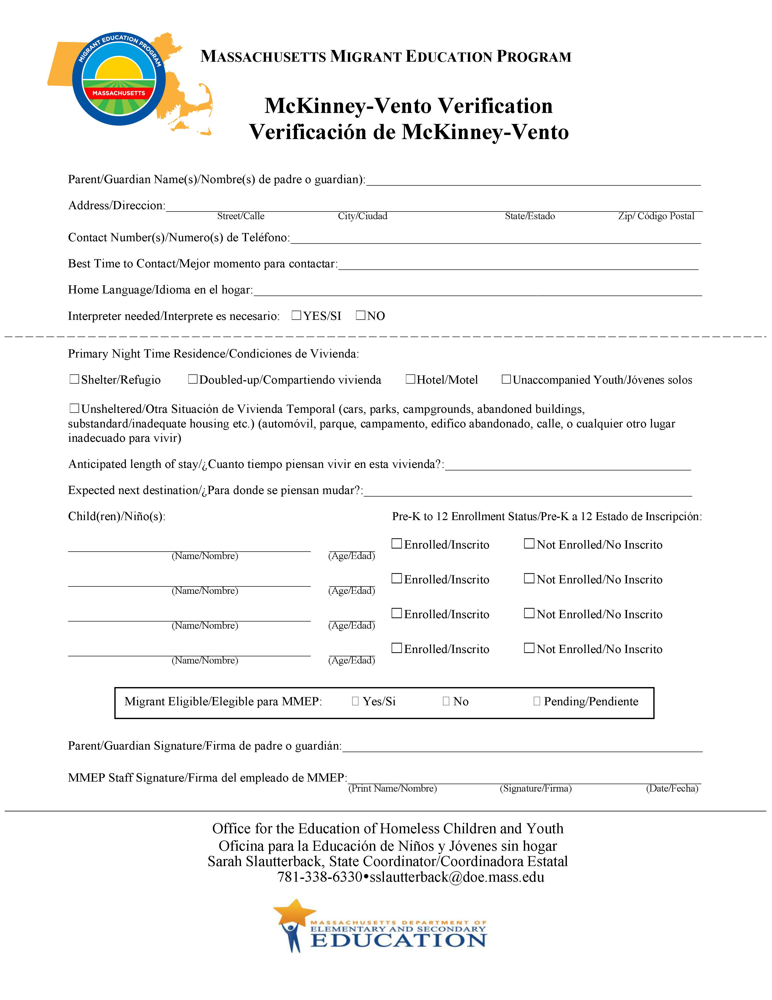 MIGRANT EDUCATION PROGRAM
MASSACHUSETTS
MASSACHUSETTS MIGRANT EDUCATION PROGRAM
McKinney-Vento Verification
Verificación de McKinney-Vento
Parent/Guardian Name(s)/Nombre(s) de padre o guardian):
Address/Direccion:
Street/Calle City/Ciudad State/Estado Zip/ Código Postal
Contact Number(s)/Numero(s) de Teléfono:
Best Time to Contact/Mejor momento para contactar:
Home Language/Idioma en el hogar:
Interpreter needed/Interprete es necesario: ☐YES/SI ☐NO
Primary Night Time Residence/Condiciones de Vivienda:
☐Shelter/Refugio ☐Doubled-up/Compartiendo vivienda ☐Hotel/Motel ☐Unaccompanied Youth/Jóvenes solos
☐Unsheltered/Otra Situación de Vivienda Temporal (cars, parks, campgrounds, abandoned buildings,
substandard/inadequate housing etc.) (automóvil, parque, campamento, edifico abandonado, calle, o cualquier otro lugar
inadecuado para vivir)
Anticipated length of stay/¿Cuanto tiempo piensan vivir en esta vivienda?:
Expected next destination/¿Para donde se piensan mudar?:
Child(ren)/Niño(s): Pre-K to 12 Enrollment Status/Pre-K a 12 Estado de Inscripción:
☐Enrolled/Inscrito ☐Not Enrolled/No Inscrito
(Name/Nombre) (Age/Edad)
☐Enrolled/Inscrito ☐Not Enrolled/No Inscrito
(Name/Nombre) (Age/Edad)
☐Enrolled/Inscrito ☐Not Enrolled/No Inscrito
(Name/Nombre) (Age/Edad)
☐Enrolled/Inscrito ☐Not Enrolled/No Inscrito
(Name/Nombre) (Age/Edad)
Migrant Eligible/Elegible para MMEP: ☐ Yes/Si ☐ No ☐ Pending/Pendiente
Parent/Guardian Signature/Firma de padre o guardián:
MMEP Staff Signature/Firma del empleado de MMEP:
(Print Name/Nombre) (Signature/Firma) (Date/Fecha)
Office for the Education of Homeless Children and Youth
Oficina para la Educación de Niños y Jóvenes sin hogar
Sarah Slautterback, State Coordinator/Coordinadora Estatal
781-338-6330•sslautterback@doe.mass.edu
MASSACHUSETTS DEPARTMENT OF
ELEMENTARY AND SECONDARY
EDUCATION